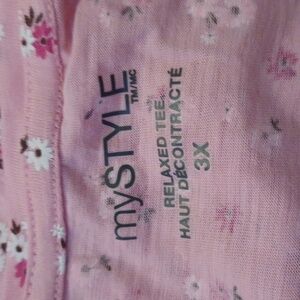 mySTYLE
TM/MC
RELAXED TEE
HAUT DÉCONTRACTÉ
3X